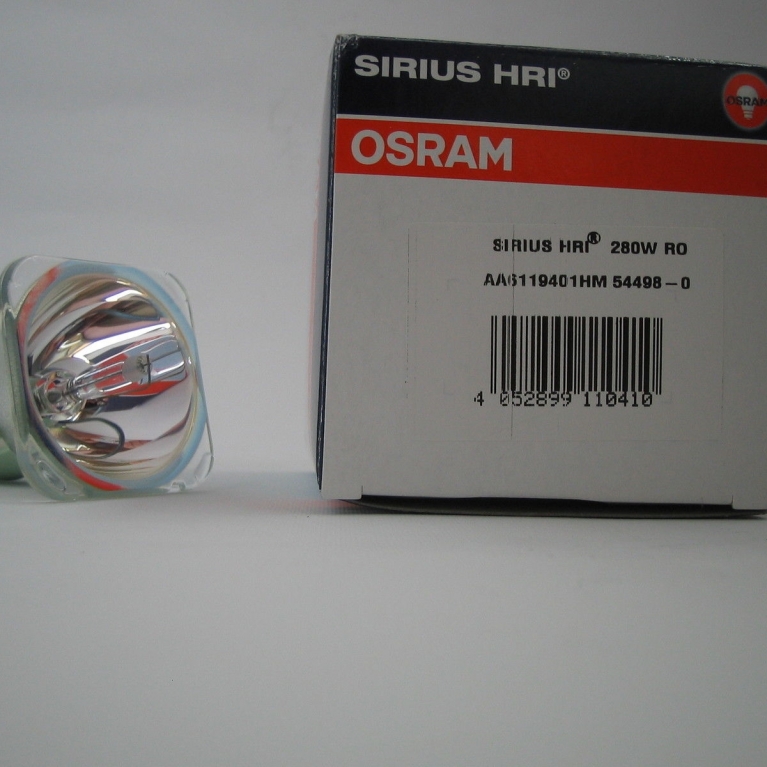 SIRIUS HRI®
OSRAM
OSRAM
SIRIUS HRI® 280W RO
AA6119401HM 54498-0
4 052899 110410